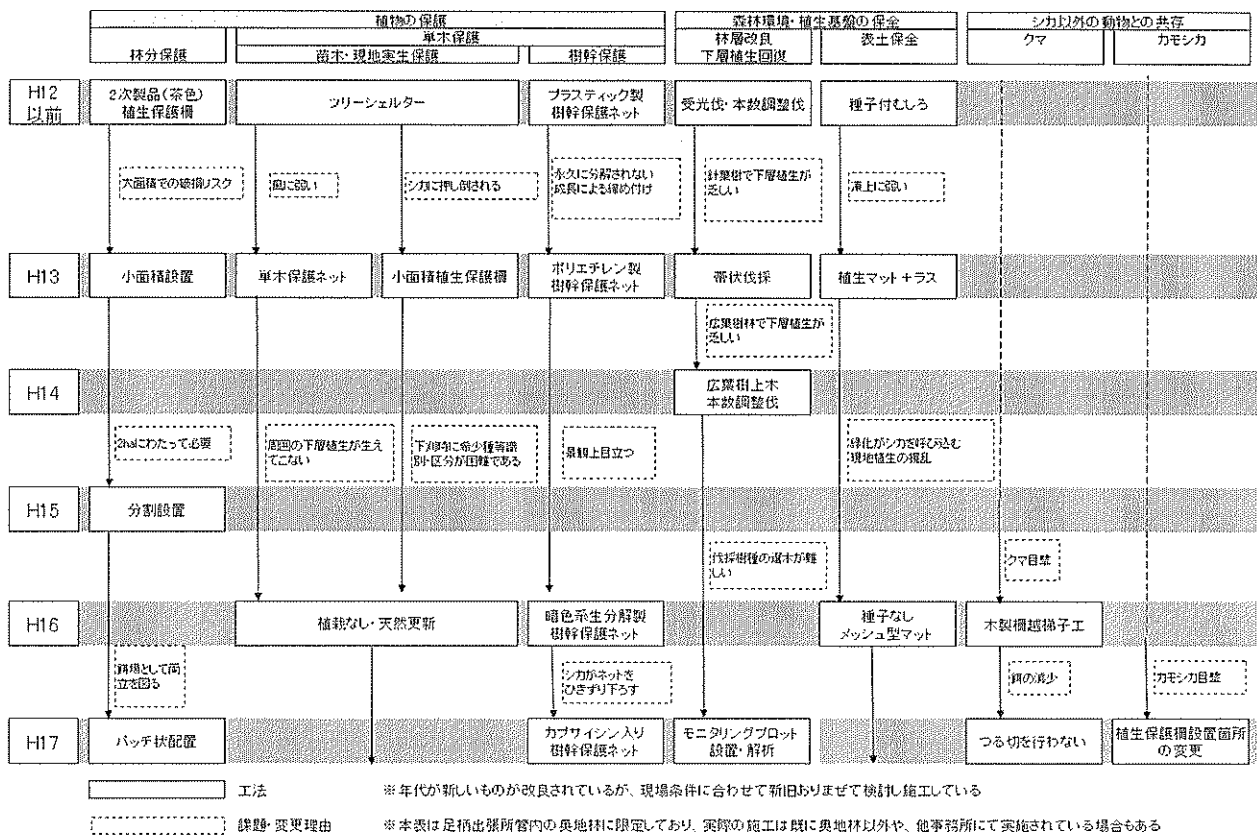 植物の保護
森林環境・植生基盤の保全
シカ以外の動物との共存
林分保護
単木保護
苗木・現地実生保護
樹幹保護
林層改良
下層植生回復
表土保全
クマ
カモシカ
H12
以前
2次製品(茶色)
植生保護柵
ツリーシェルター
プラスティック製
樹幹保護ネット
受光伐・本数調整伐
種子付むしろ
大面積での破損リスク
風に弱い
シカに押し倒される
永久に分解されない
成長による締め付け
針葉樹で下層植生が
乏しい
凍上に弱い
H13
小面積設置
単木保護ネット
小面積植生保護柵
ポリエチレン製
樹幹保護ネット
帯状伐採
植生マット+ラス
広葉樹林で下層植生が
乏しい
H14
広葉樹上木
本数調整伐
2haにわたって必要
周囲の下層植生が生え
てこない
下刈時に希少種等識
別小区分が困難である
景観上目立つ
緑化がシカを呼び込む
現地植生の撹乱
H15
分割設置
伐採樹種の選木が難
しい
クマ目撃
H16
植栽なし・天然更新
暗色系生分解製
樹幹保護ネット
種子なし
メッシュ型マット
木製柵越梯子工
餌場として両
立を図る
シカがネットを
ひきずり下ろす
餌の減少
カモシカ目撃
H17
パッチ状配置
カプサイシン入り
樹幹保護ネット
モニタリングプロット
設置・解析
つる切を行わない
植生保護柵設置箇所
の変更
工法
※年代が新しいものが改良されているが、現場条件に合わせて新旧おりまぜて検討し施工している
課題・変更理由
※本表は足柄出張所管内の奥地林に限定しており、実際の施工は既に奥地林以外や、他事務所にて実施されている場合もある